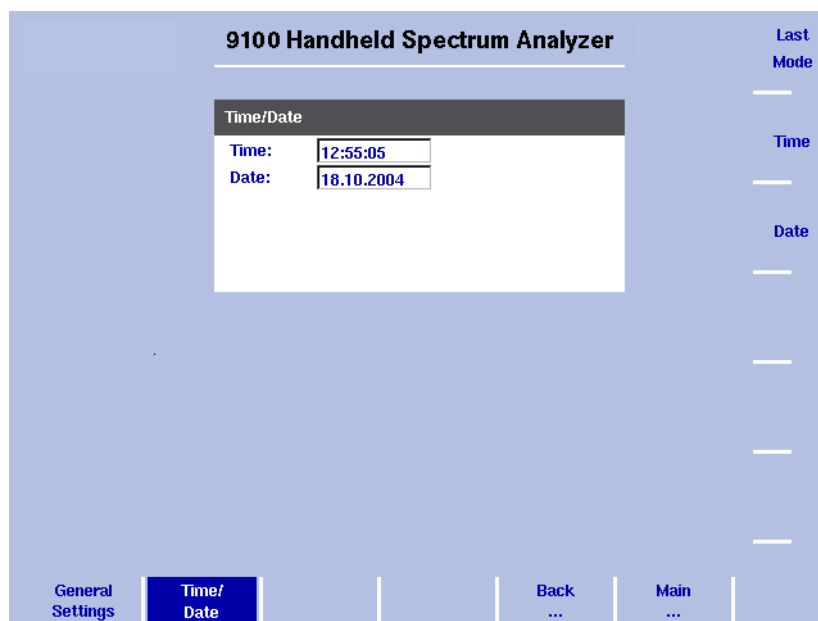 9100 Handheld Spectrum Analyzer
Last
Mode
Time/Date
Time: 12:55:05
Date: 18.10.2004
Time
Date
General
Settings
Time/
Date
Back
...
Main
...